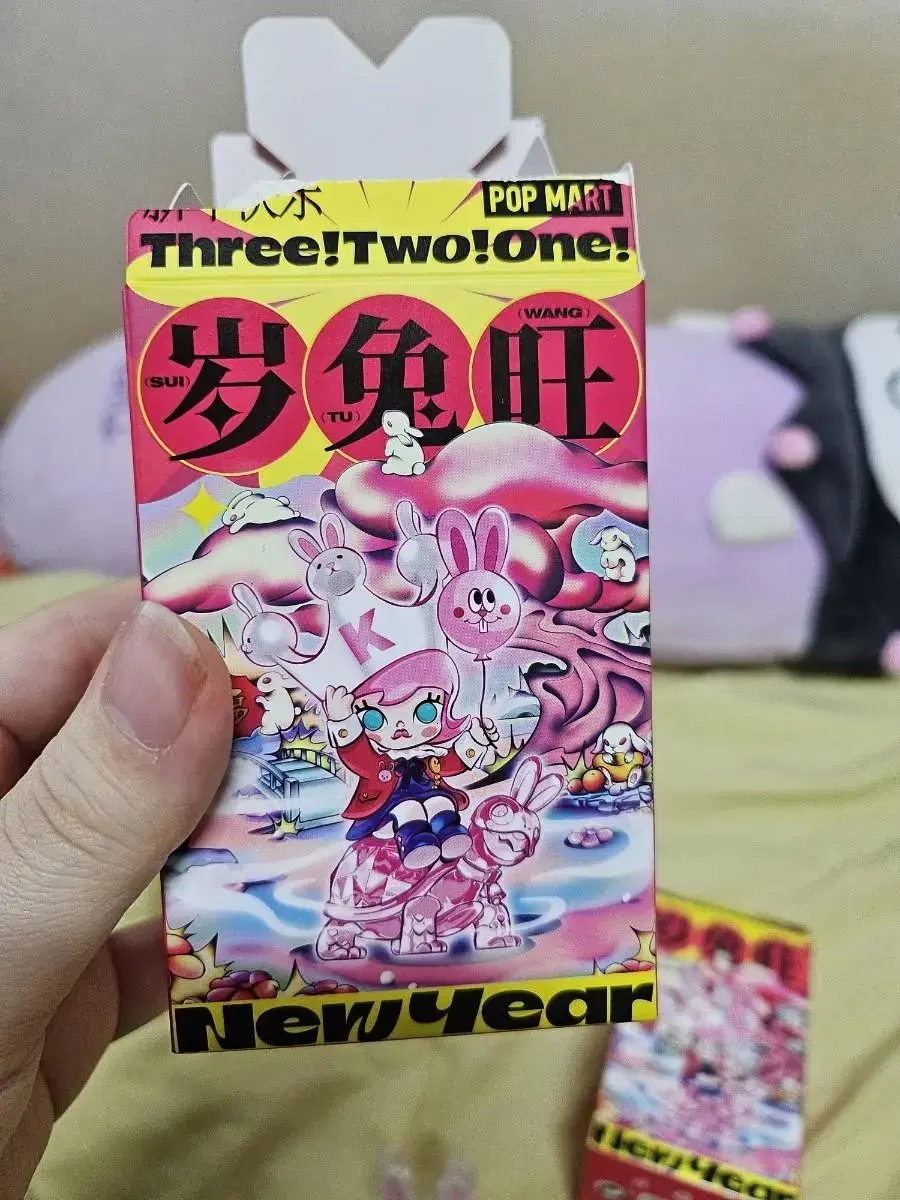 POP MART
Three!Two!One!
岁兔旺
(SUI) (TU) (WANG)
K
New Year
New Year